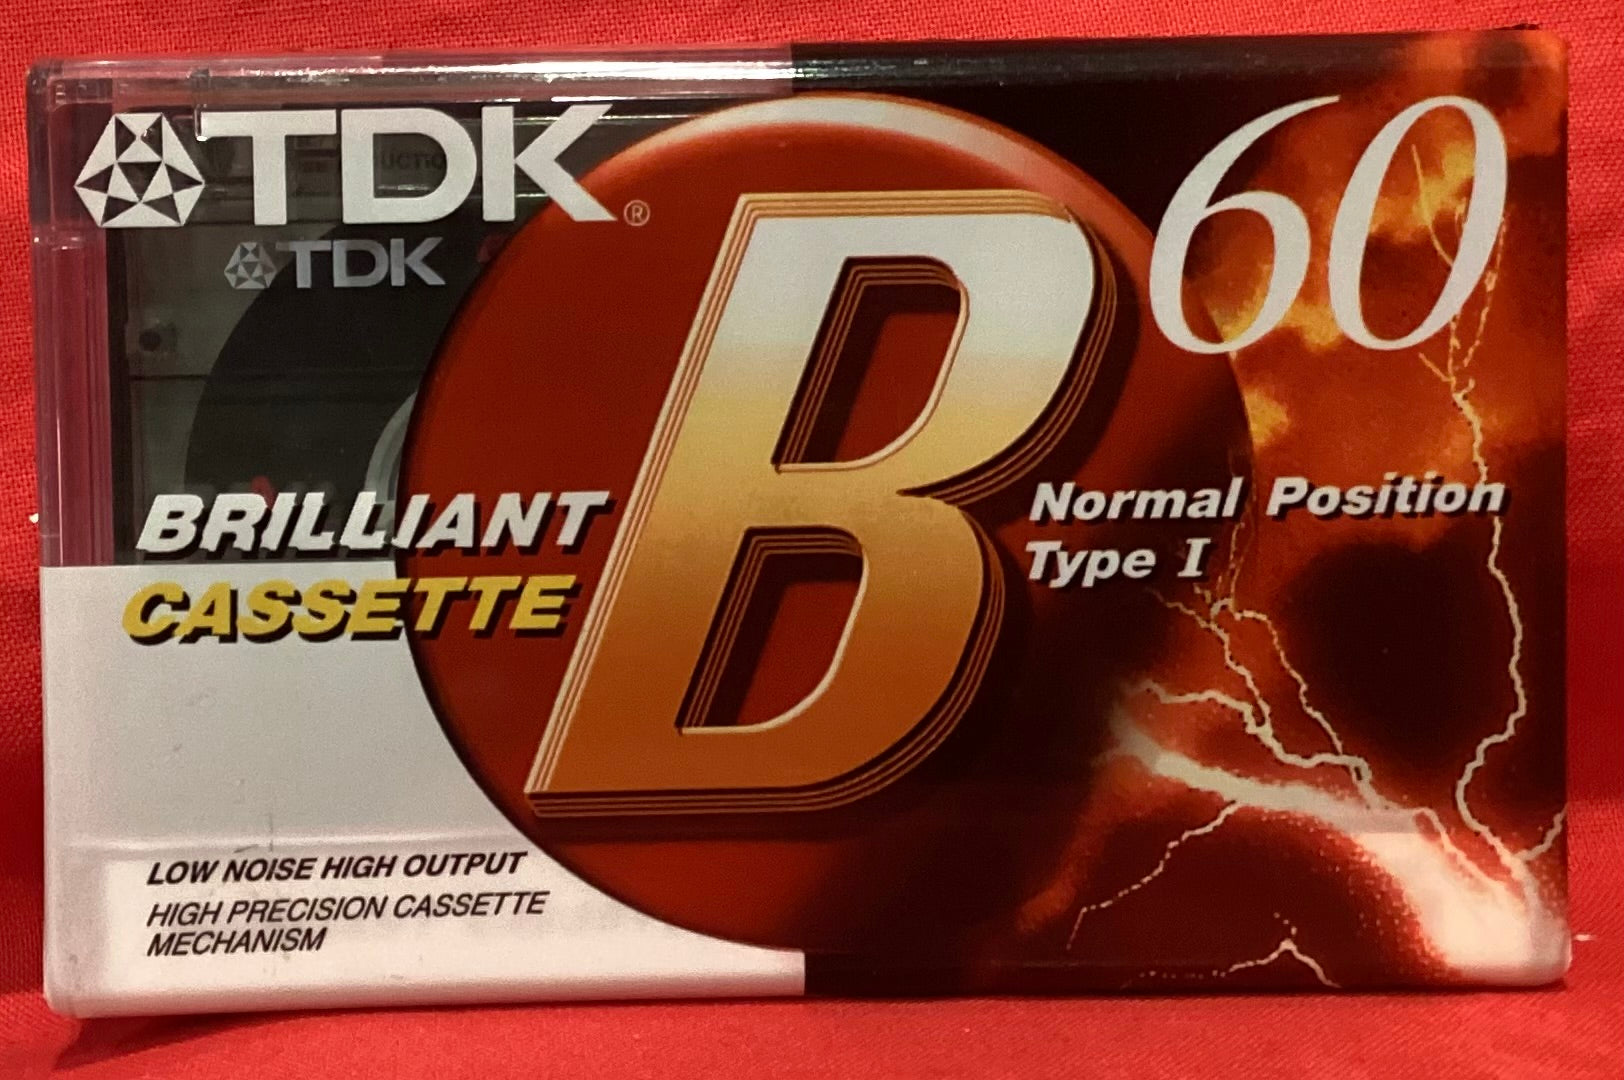 TDK®
TDK
B
60
BRILLIANT
CASSETTE
Normal Position
Type I
LOW NOISE HIGH OUTPUT
HIGH PRECISION CASSETTE
MECHANISM